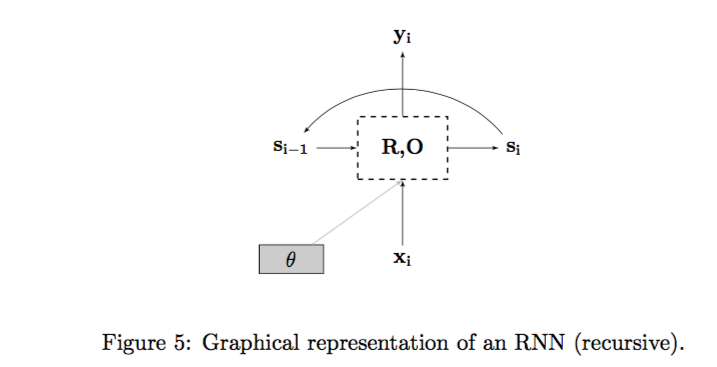 yi
si−1 R,O si
θ xi
Figure 5: Graphical representation of an RNN (recursive).